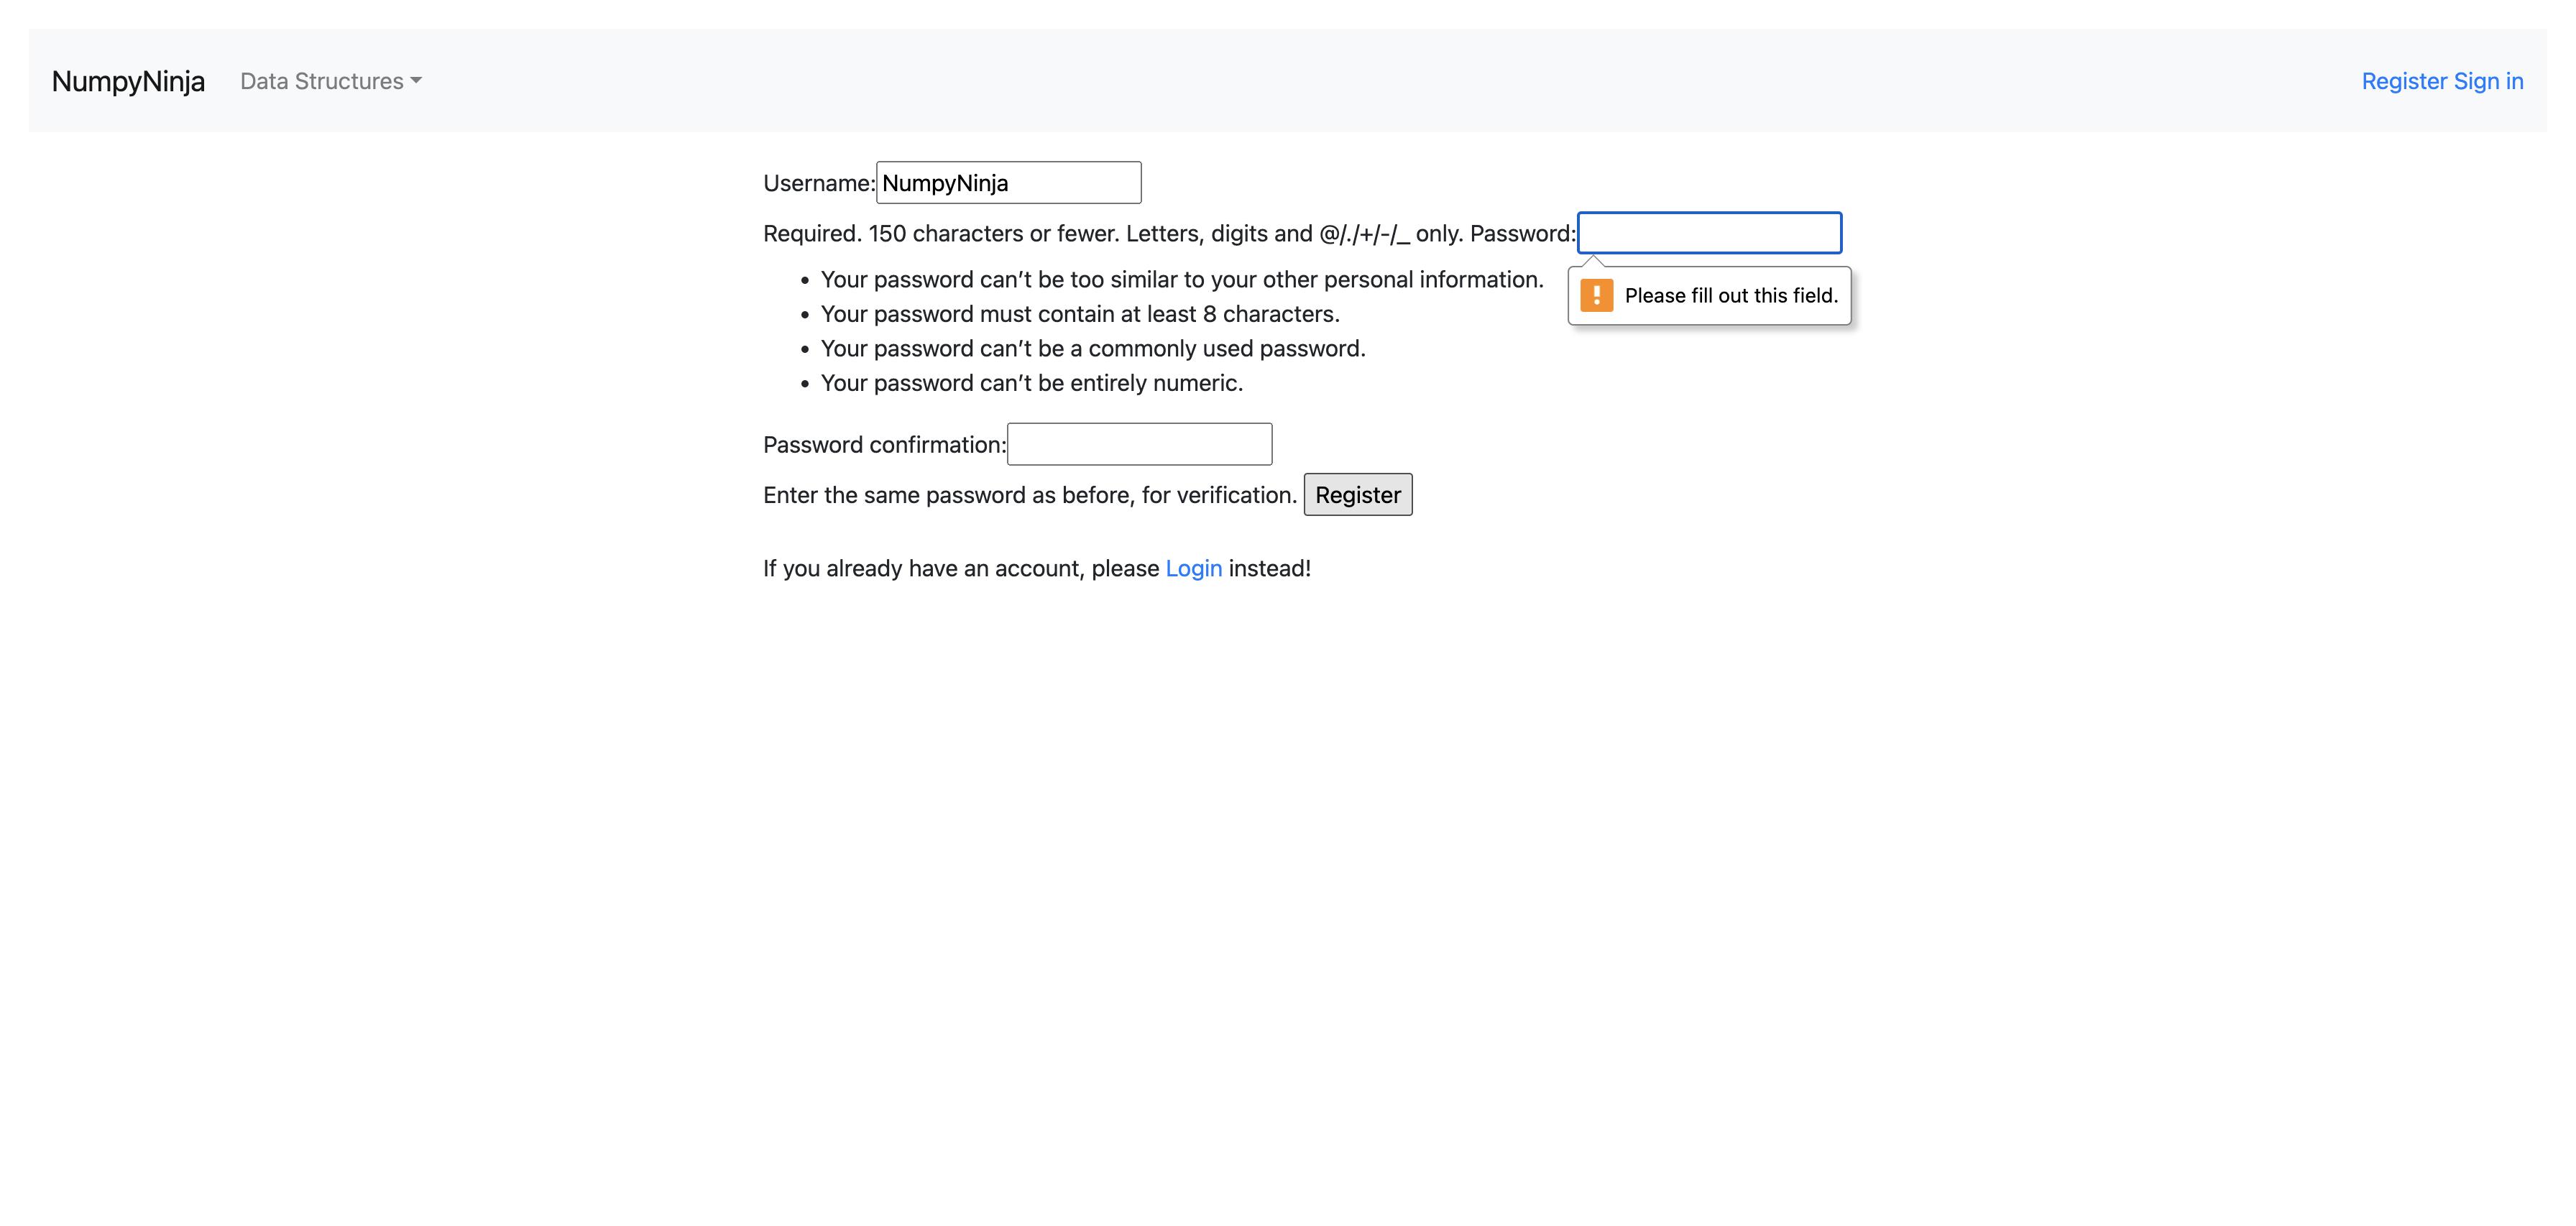 NumpyNinja Data Structures Register Sign in
Username: NumpyNinja
Required. 150 characters or fewer. Letters, digits and @/./+/-/_ only. Password:
• Your password can’t be too similar to your other personal information.
Please fill out this field.
• Your password must contain at least 8 characters.
• Your password can’t be a commonly used password.
• Your password can’t be entirely numeric.
Password confirmation:
Enter the same password as before, for verification. Register
If you already have an account, please Login instead!